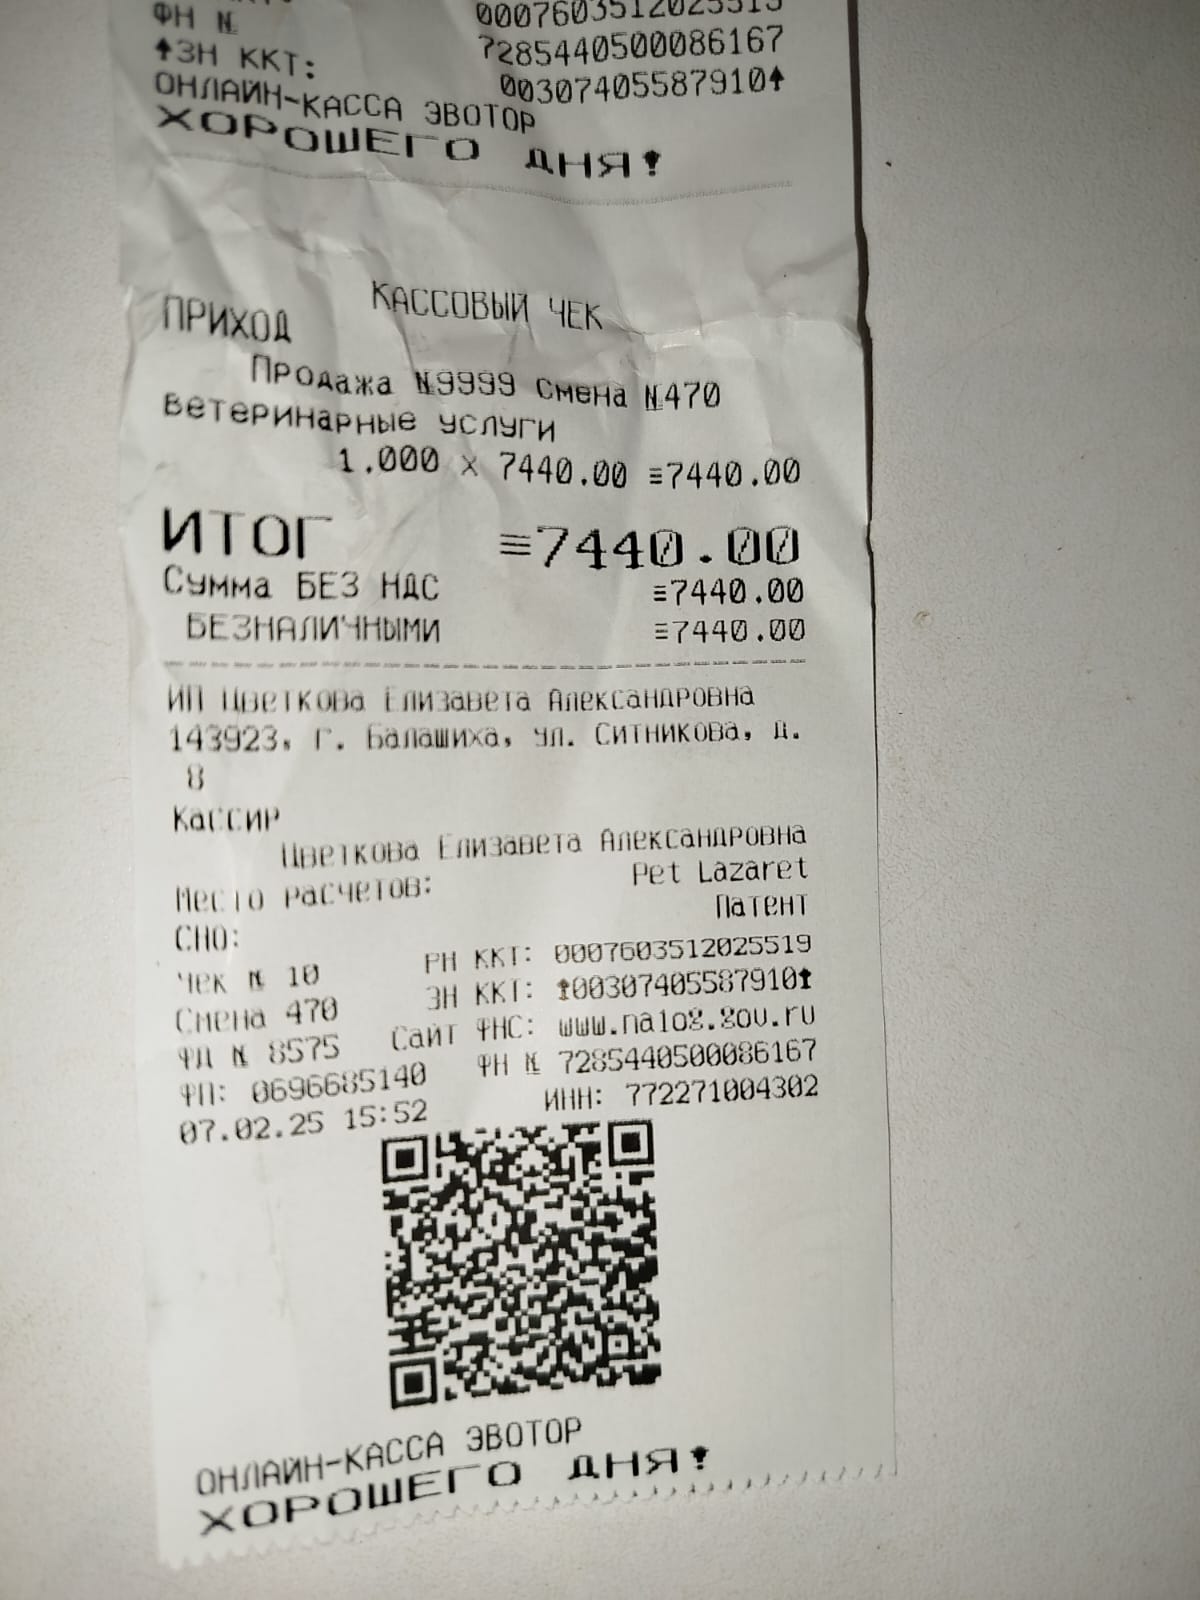 ФН №
0007603512025519
↑ЗН ККТ:
7285440500086167
00307405587910↑
ОНЛАЙН-КАССА ЭВОТОР
ХОРОШЕГО ДНЯ!
КАССОВЫЙ ЧЕК
ПРИХОД
Продажа №9999 Смена №470
Ветеринарные услуги
1.000 x 7440.00 ≡7440.00
ИТОГ ≡7440.00
Сумма БЕЗ НДС ≡7440.00
БЕЗНАЛИЧНЫМИ ≡7440.00
ИП Цветкова Елизавета Александровна
143923, г. Балашиха, ул. Ситникова, д.
8
Кассир
Цветкова Елизавета Александровна
Место расчетов: Pet Lazaret
СНО: Патент
Чек № 10 РН ККТ: 0007603512025519
Смена 470 ЗН ККТ: ↑00307405587910↑
ФД № 8575 Сайт ФНС: www.nalog.gov.ru
ФП: 0696685140 ФН № 7285440500086167
07.02.25 15:52 ИНН: 772271004302
ОНЛАЙН-КАССА ЭВОТОР
ХОРОШЕГО ДНЯ!